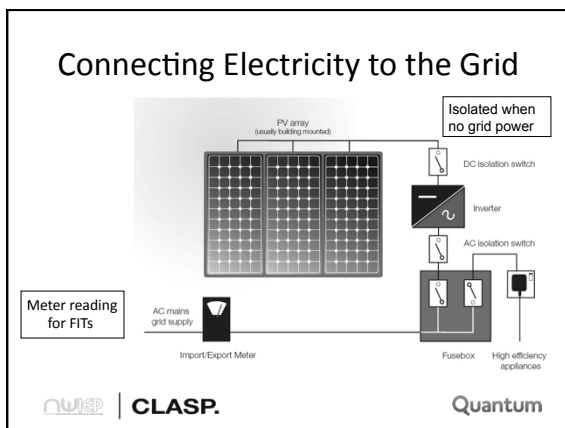 Connecting Electricity to the Grid
Isolated when
no grid power
PV array
(usually building mounted)
DC isolation switch
Inverter
AC isolation switch
Meter reading
for FITs
AC mains
grid supply
Import/Export Meter
Fusebox
High efficiency
appliances
nwiep
CLASP.
Quantum